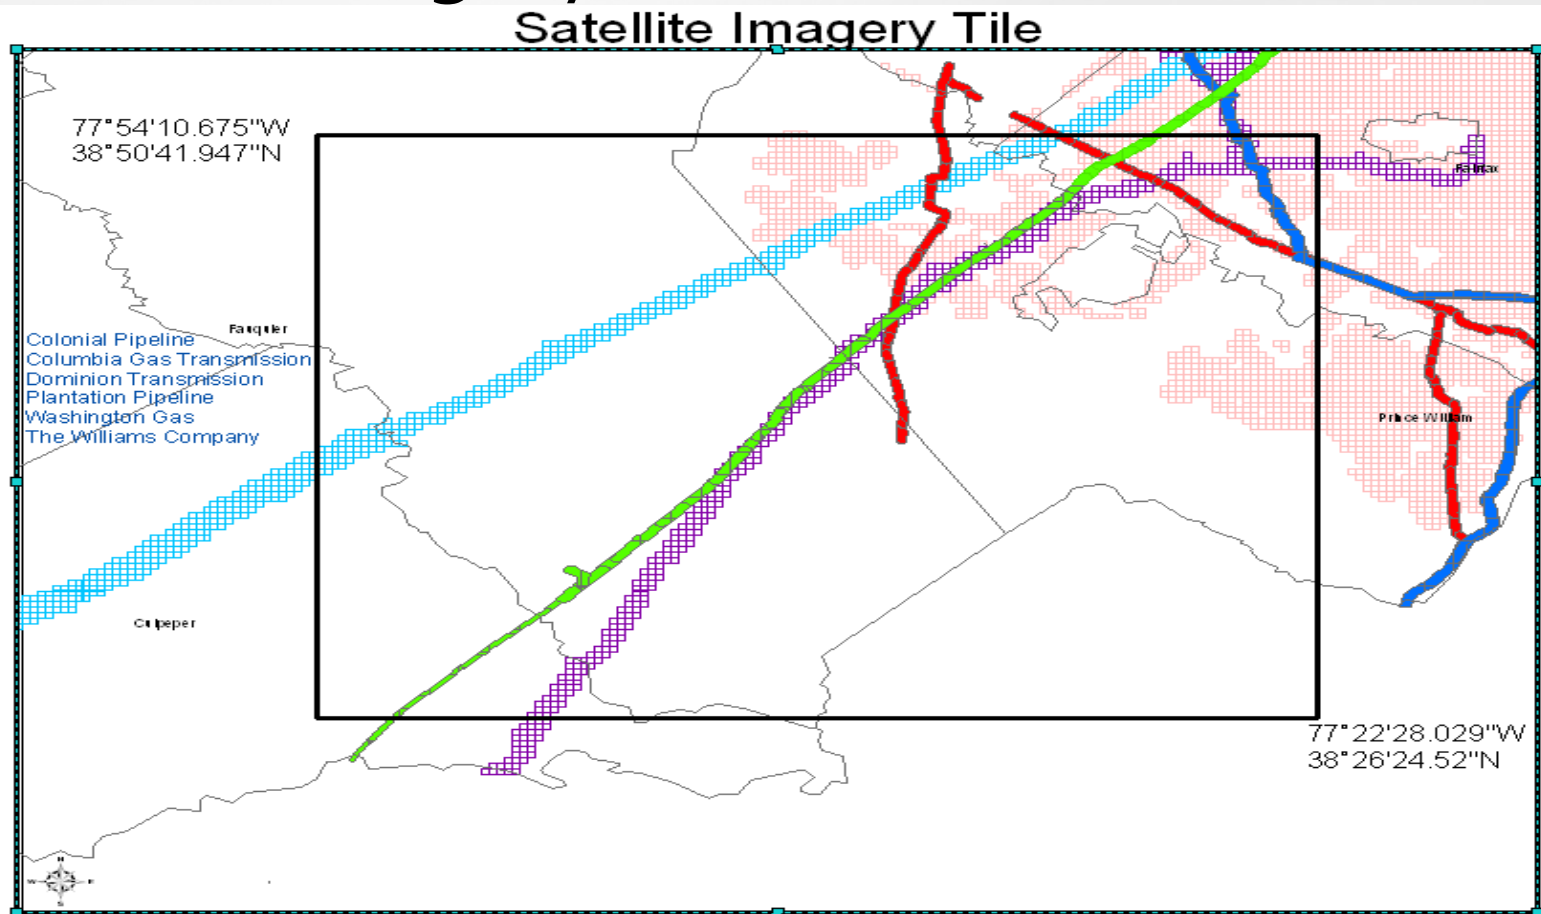 Satellite Imagery Tile
77°54'10.675"W
38°50'41.947"N
Fairfax
Fauquier
Colonial Pipeline
Columbia Gas Transmission
Dominion Transmission
Plantation Pipeline
Washington Gas
The Williams Company
Prince William
Culpeper
77°22'28.029"W
38°26'24.52"N
N
W E
S